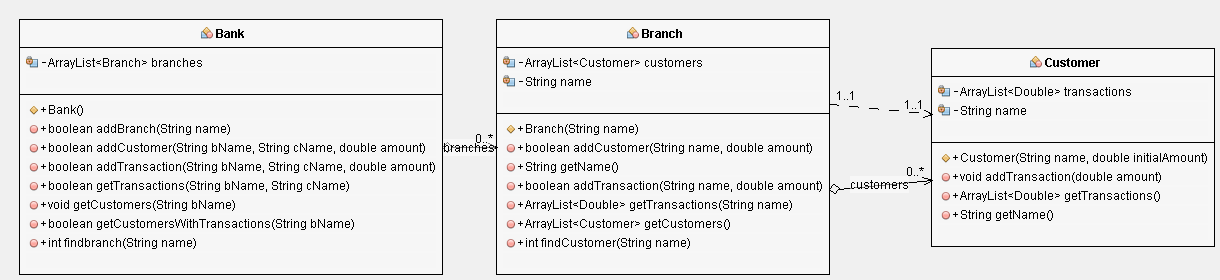 Bank
-ArrayList<Branch> branches
+Bank()
+boolean addBranch(String name)
+boolean addCustomer(String bName, String cName, double amount)
+boolean addTransaction(String bName, String cName, double amount)
+boolean getTransactions(String bName, String cName)
+void getCustomers(String bName)
+boolean getCustomersWithTransactions(String bName)
+int findbranch(String name)
0..*
branches
Branch
-ArrayList<Customer> customers
-String name
+Branch(String name)
+boolean addCustomer(String name, double amount)
+String getName()
+boolean addTransaction(String name, double amount)
+ArrayList<Double> getTransactions(String name)
+ArrayList<Customer> getCustomers()
+int findCustomer(String name)
1..1
1..1
0..*
customers
Customer
-ArrayList<Double> transactions
-String name
+Customer(String name, double initialAmount)
+void addTransaction(double amount)
+ArrayList<Double> getTransactions()
+String getName()